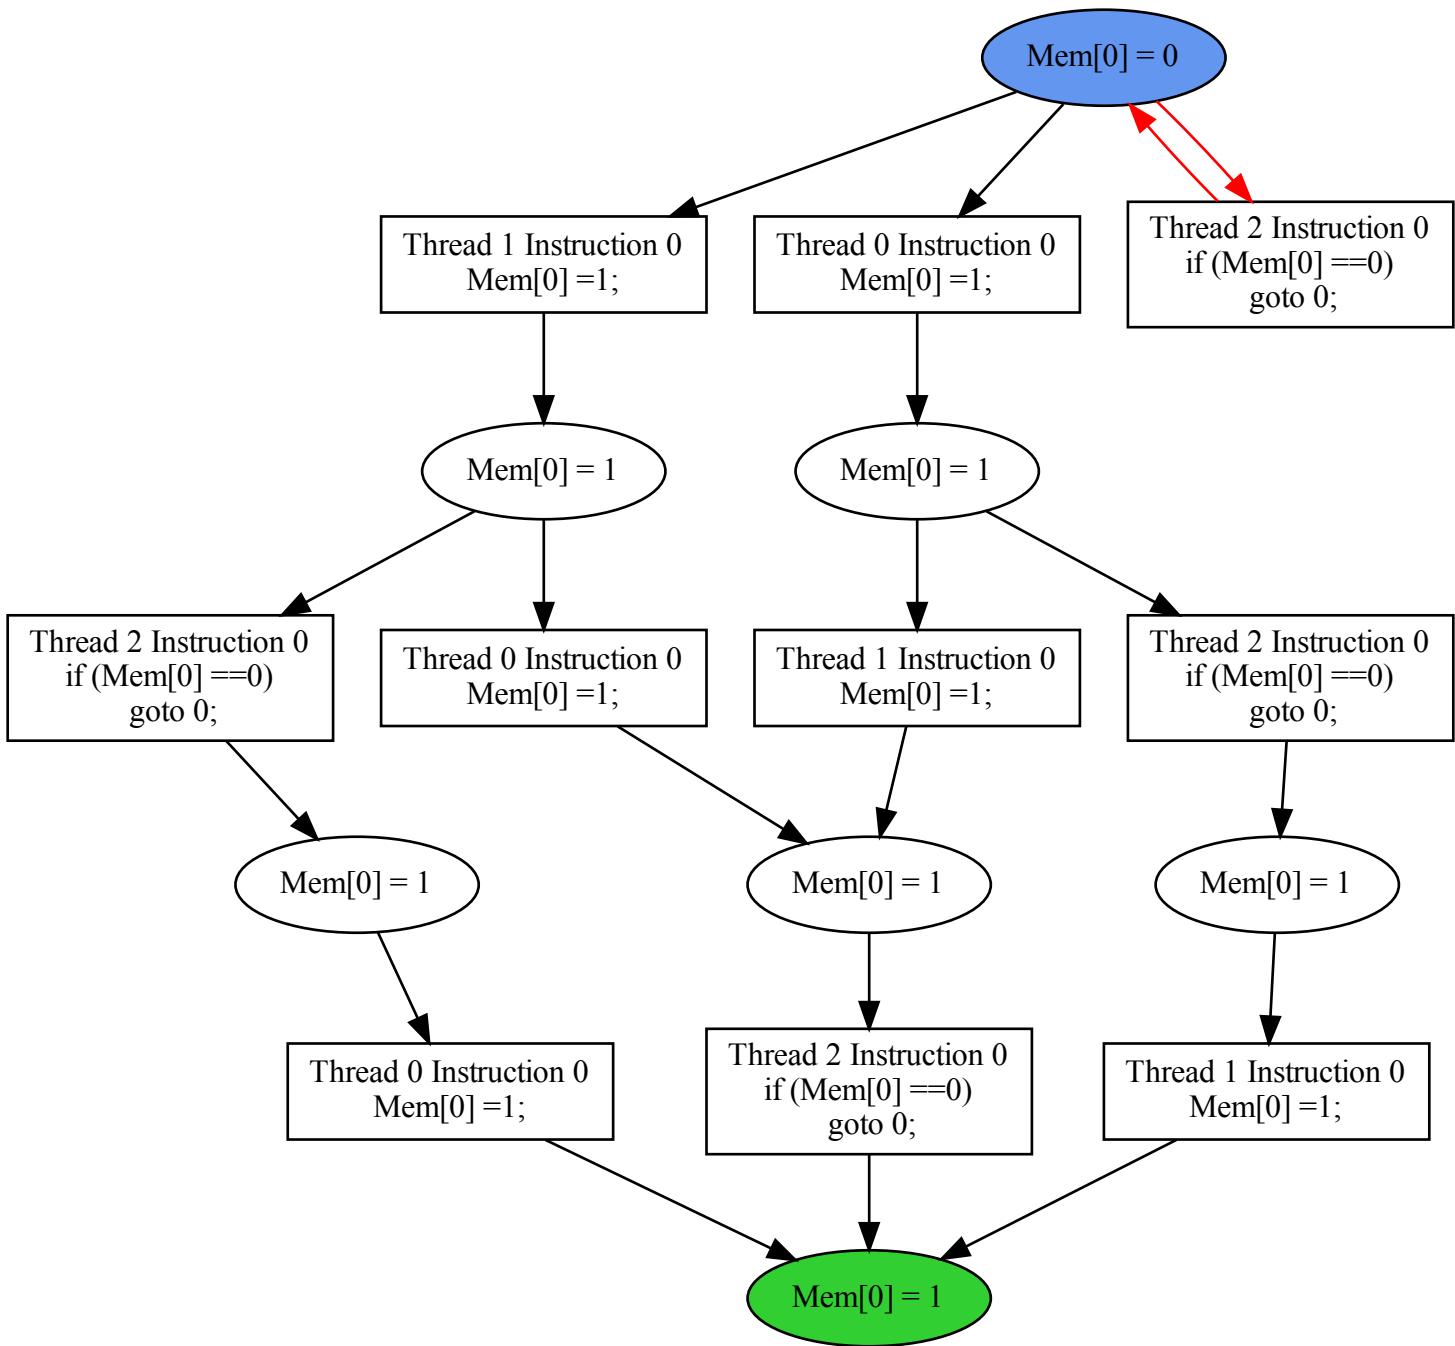 Mem[0] = 0
Thread 1 Instruction 0
Mem[0] =1;
Thread 0 Instruction 0
Mem[0] =1;
Thread 2 Instruction 0
if (Mem[0] ==0)
goto 0;
Mem[0] = 1
Mem[0] = 1
Thread 2 Instruction 0
if (Mem[0] ==0)
goto 0;
Thread 0 Instruction 0
Mem[0] =1;
Thread 1 Instruction 0
Mem[0] =1;
Thread 2 Instruction 0
if (Mem[0] ==0)
goto 0;
Mem[0] = 1
Mem[0] = 1
Mem[0] = 1
Thread 0 Instruction 0
Mem[0] =1;
Thread 2 Instruction 0
if (Mem[0] ==0)
goto 0;
Thread 1 Instruction 0
Mem[0] =1;
Mem[0] = 1